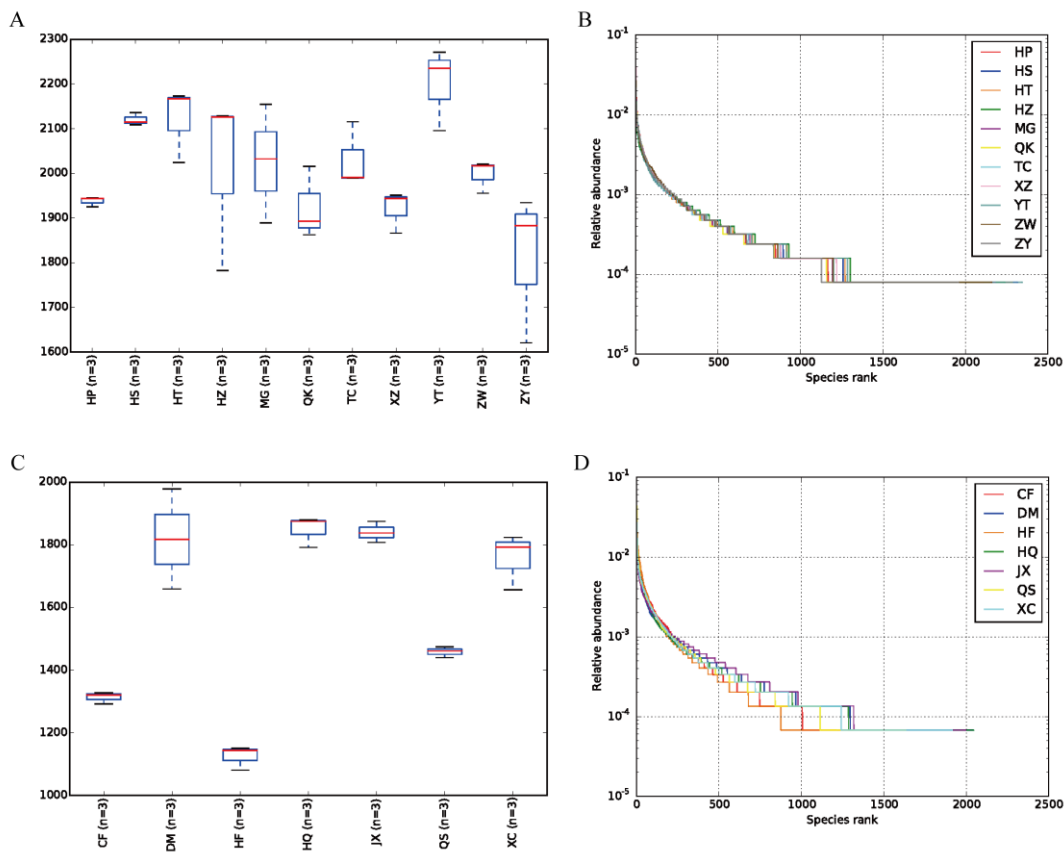 A
2300
2200
2100
2000
1900
1800
1700
1600
HP (n=3)
HS (n=3)
HT (n=3)
HZ (n=3)
MG (n=3)
QK (n=3)
TC (n=3)
XZ (n=3)
YT (n=3)
ZW (n=3)
ZY (n=3)
B
Relative abundance
10^-1
10^-2
10^-3
10^-4
10^-5
0
500
1000
1500
2000
2500
Species rank
HP
HS
HT
HZ
MG
QK
TC
XZ
YT
ZW
ZY
C
2000
1800
1600
1400
1200
1000
CF (n=3)
DM (n=3)
HF (n=3)
HQ (n=3)
JX (n=3)
QS (n=3)
XC (n=3)
D
Relative abundance
10^-1
10^-2
10^-3
10^-4
10^-5
0
500
1000
1500
2000
2500
Species rank
CF
DM
HF
HQ
JX
QS
XC